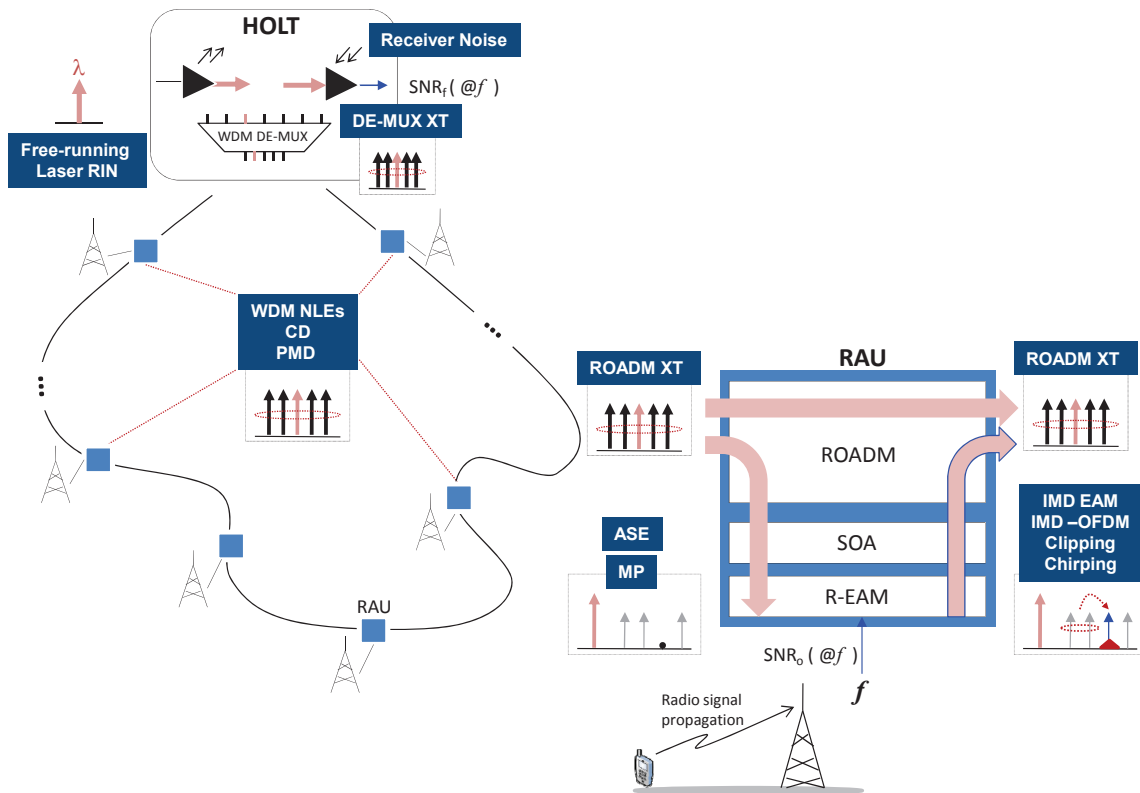 HOLT
Receiver Noise
λ
SNRf ( @f )
WDM DE-MUX
DE-MUX XT
Free-running
Laser RIN
WDM NLEs
CD
PMD
...
...
ROADM XT
RAU
ROADM XT
ROADM
ASE
MP
SOA
R-EAM
IMD EAM
IMD –OFDM
Clipping
Chirping
RAU
SNRo ( @f )
f
Radio signal
propagation